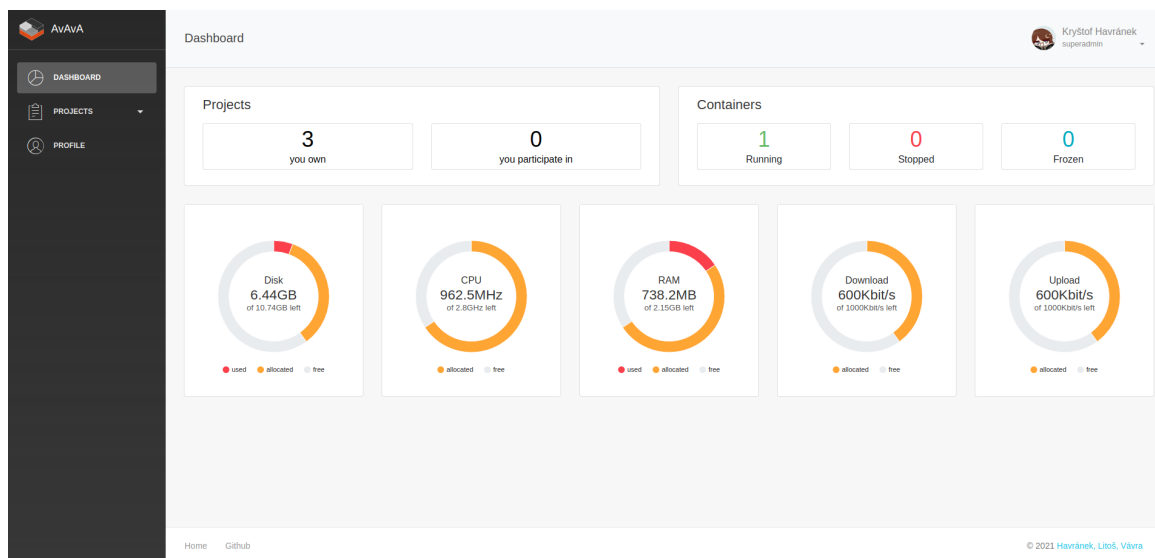 AvAvA
Dashboard
Kryštof Havránek
superadmin
DASHBOARD
PROJECTS
PROFILE
Projects
3
you own
0
you participate in
Containers
1
Running
0
Stopped
0
Frozen
Disk
6.44GB
of 10.74GB left
used allocated free
CPU
962.5MHz
of 2.8GHz left
allocated free
RAM
738.2MB
of 2.15GB left
used allocated free
Download
600Kbit/s
of 1000Kbit/s left
allocated free
Upload
600Kbit/s
of 1000Kbit/s left
allocated free
Home Github
© 2021 Havránek, Litoš, Vávra